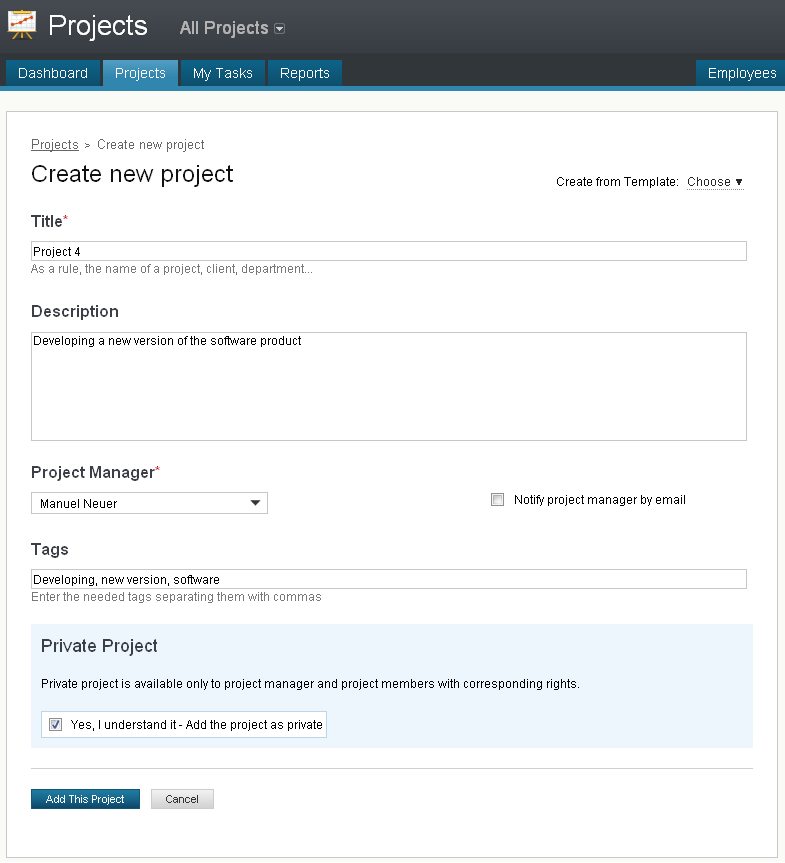 Projects All Projects
Dashboard Projects My Tasks Reports Employees
Projects > Create new project
Create new project
Create from Template: Choose ▼
Title*
Project 4
As a rule, the name of a project, client, department...
Description
Developing a new version of the software product
Project Manager*
Manuel Neuer
Notify project manager by email
Tags
Developing, new version, software
Enter the needed tags separating them with commas
Private Project
Private project is available only to project manager and project members with corresponding rights.
Yes, I understand it - Add the project as private
Add This Project Cancel